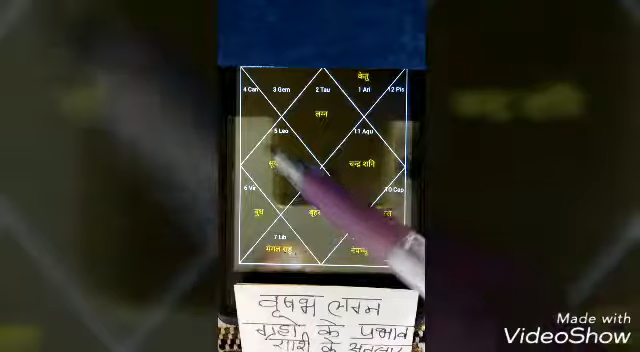 केतु
4 Can 3 Gem 2 Tau 1 Ari 12 Pis
लग्न
5 Leo 11 Aqu
चन्द्र शनि
6 Vir 10 Cap
बुध
7 Lib
मंगल राहु
वृषभ लग्न
ग्रहो के प्रभाव
राशी के अनुसार
Made with
VideoShow